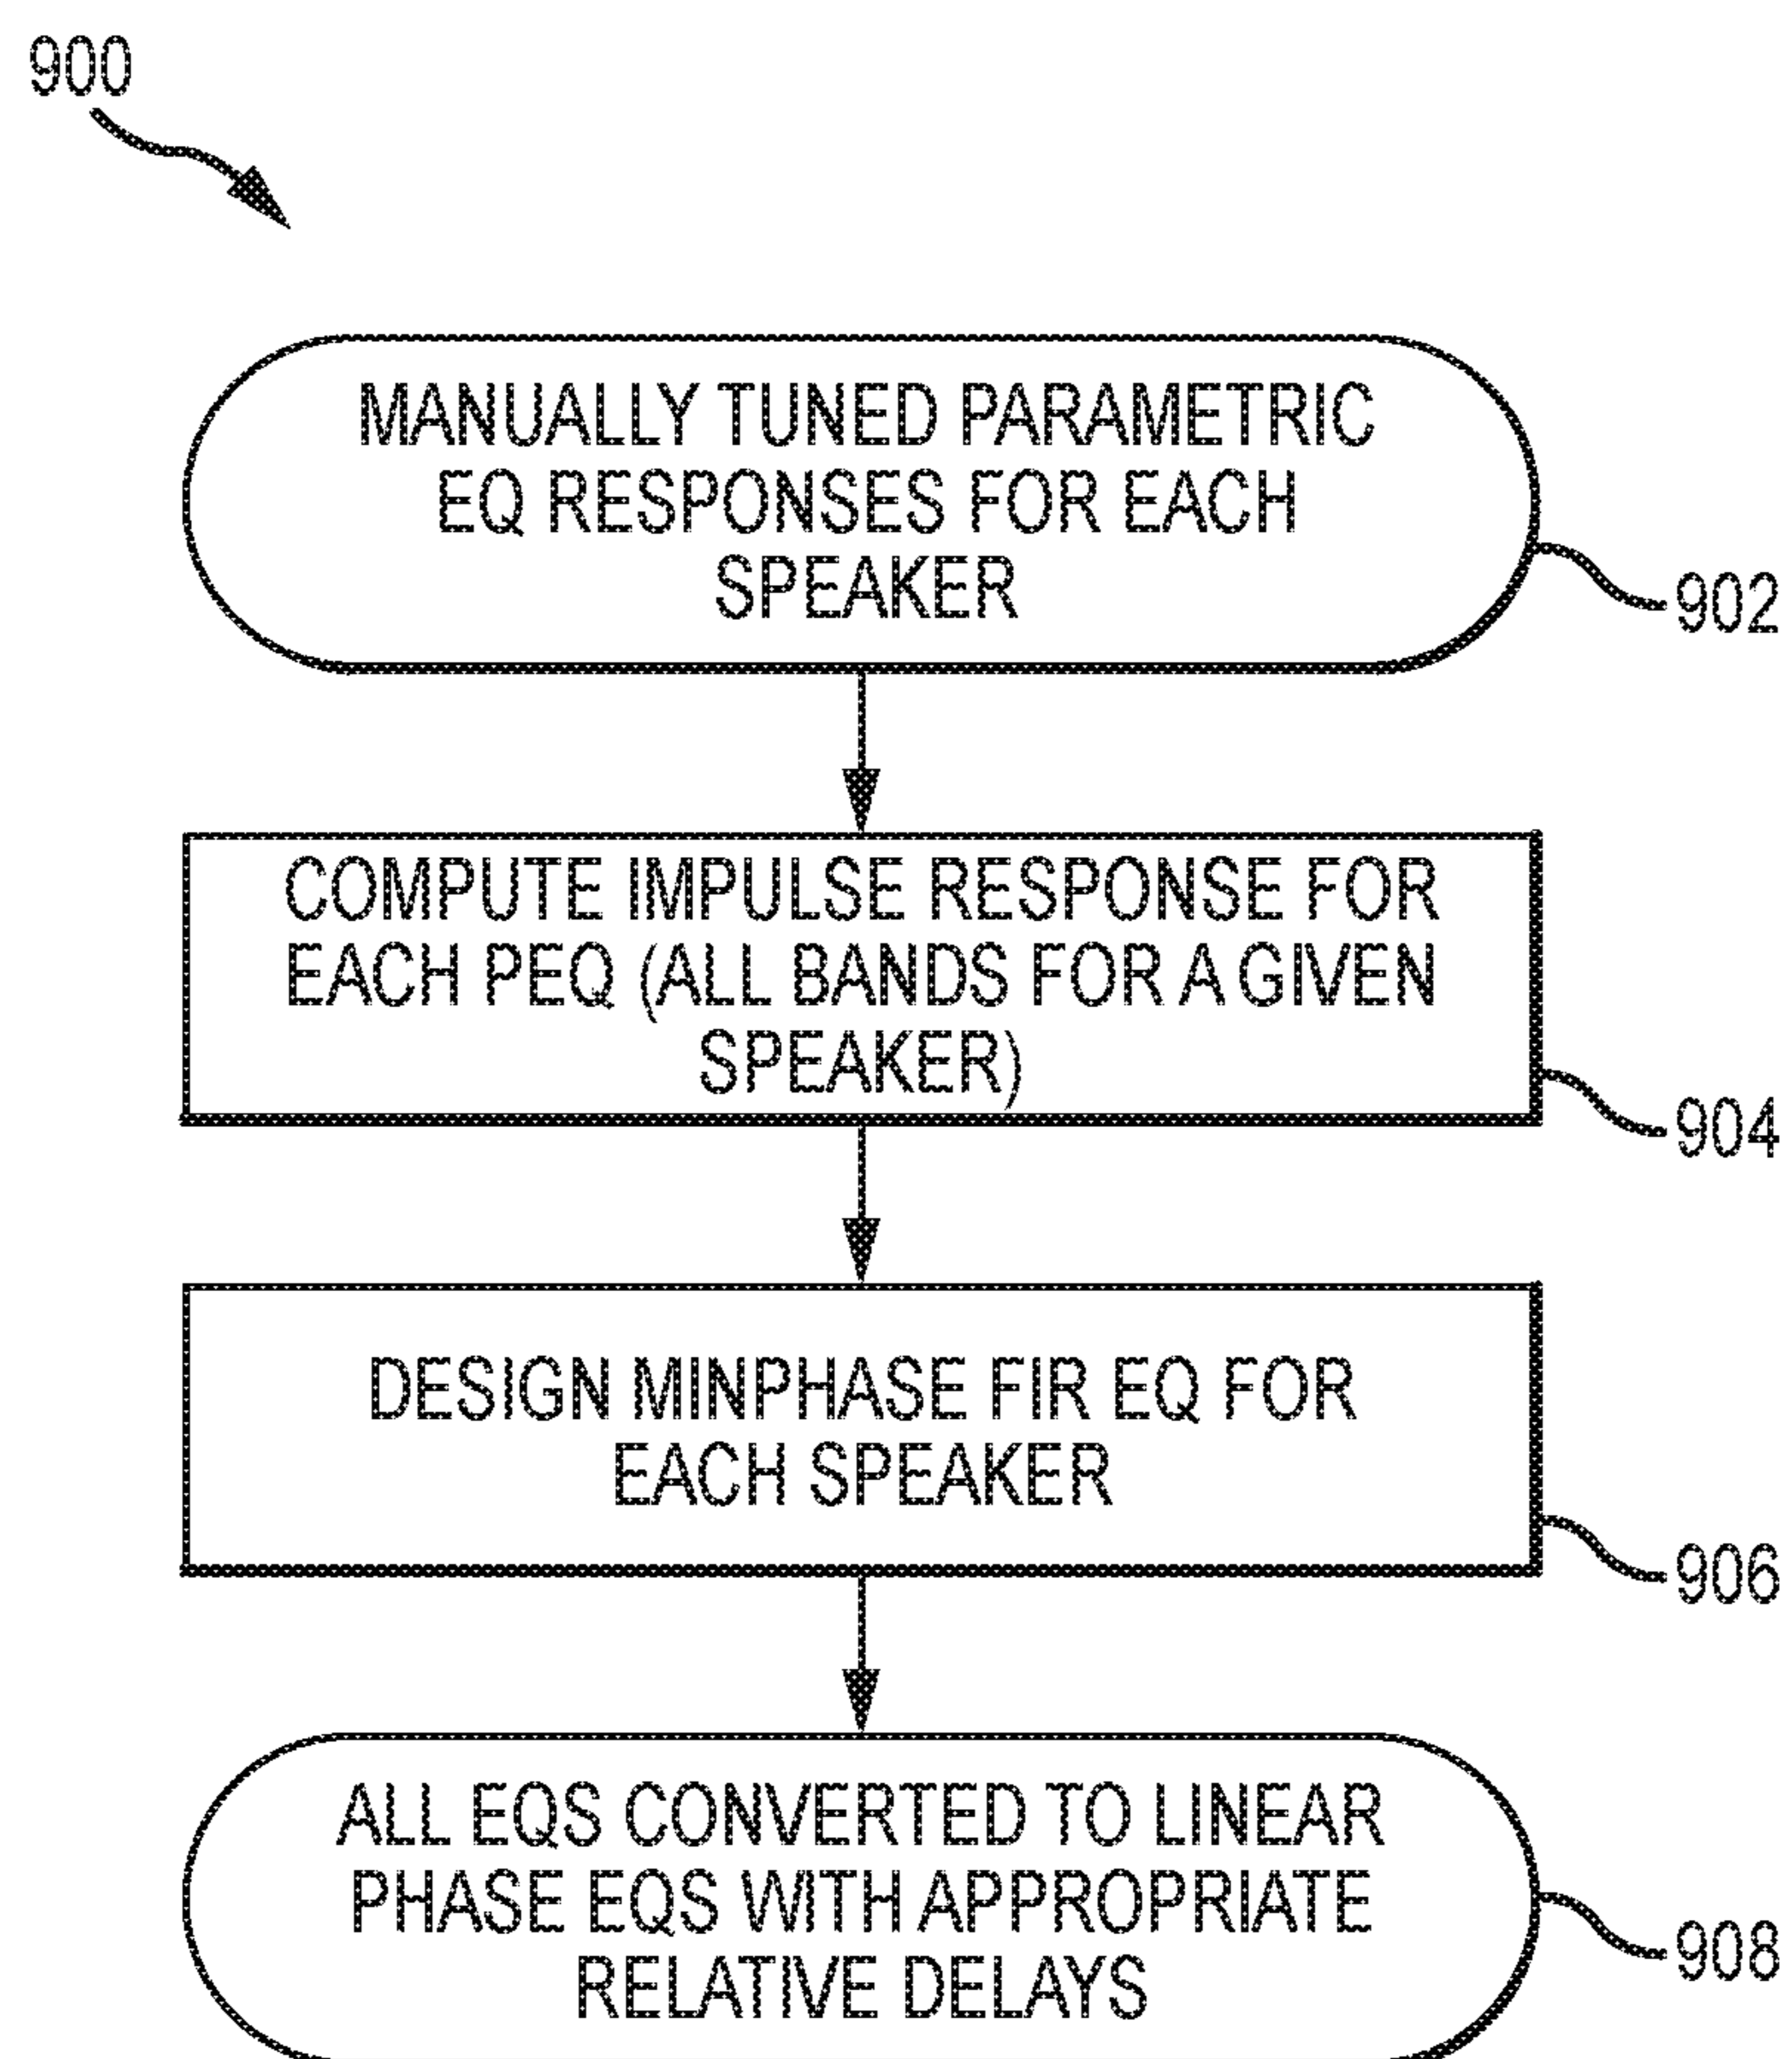 900
MANUALLY TUNED PARAMETRIC
EQ RESPONSES FOR EACH
SPEAKER
902
COMPUTE IMPULSE RESPONSE FOR
EACH PEQ (ALL BANDS FOR A GIVEN
SPEAKER)
904
DESIGN MINPHASE FIR EQ FOR
EACH SPEAKER
906
ALL EQS CONVERTED TO LINEAR
PHASE EQS WITH APPROPRIATE
RELATIVE DELAYS
908